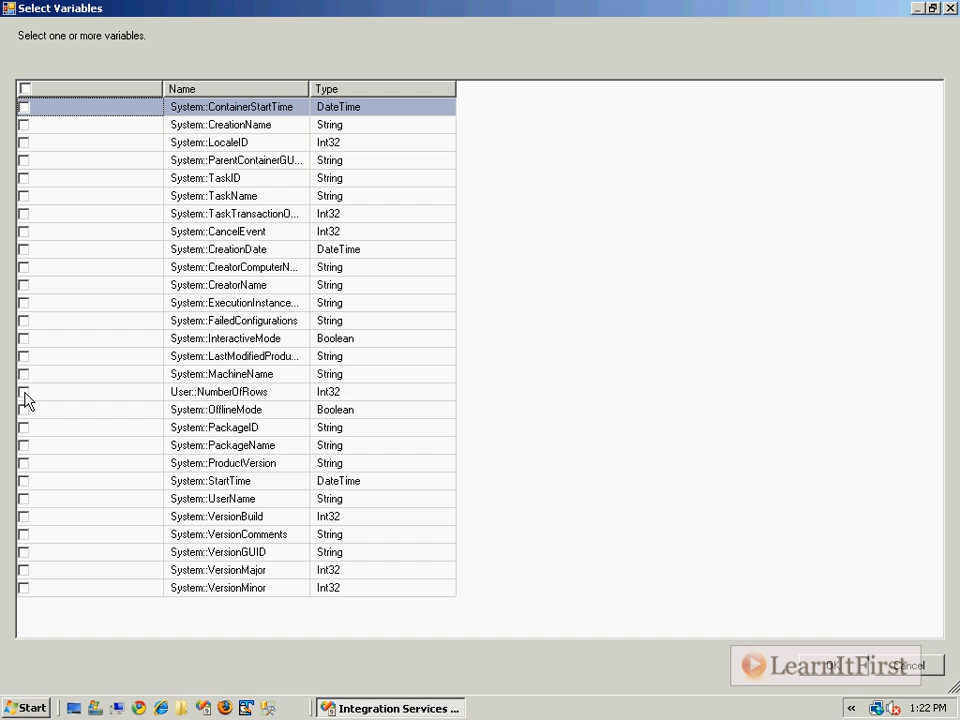 Select Variables
Select one or more variables.
Name Type
System::ContainerStartTime DateTime
System::CreationName String
System::LocaleID Int32
System::ParentContainerGU... String
System::TaskID String
System::TaskName String
System::TaskTransactionO... Int32
System::CancelEvent Int32
System::CreationDate DateTime
System::CreatorComputerN... String
System::CreatorName String
System::ExecutionInstance... String
System::FailedConfigurations String
System::InteractiveMode Boolean
System::LastModifiedProdu... String
System::MachineName String
User::NumberOfRows Int32
System::OfflineMode Boolean
System::PackageID String
System::PackageName String
System::ProductVersion String
System::StartTime DateTime
System::UserName String
System::VersionBuild Int32
System::VersionComments String
System::VersionGUID String
System::VersionMajor Int32
System::VersionMinor Int32
OK Cancel
LearnItFirst
Start Integration Services ... « 1:22 PM